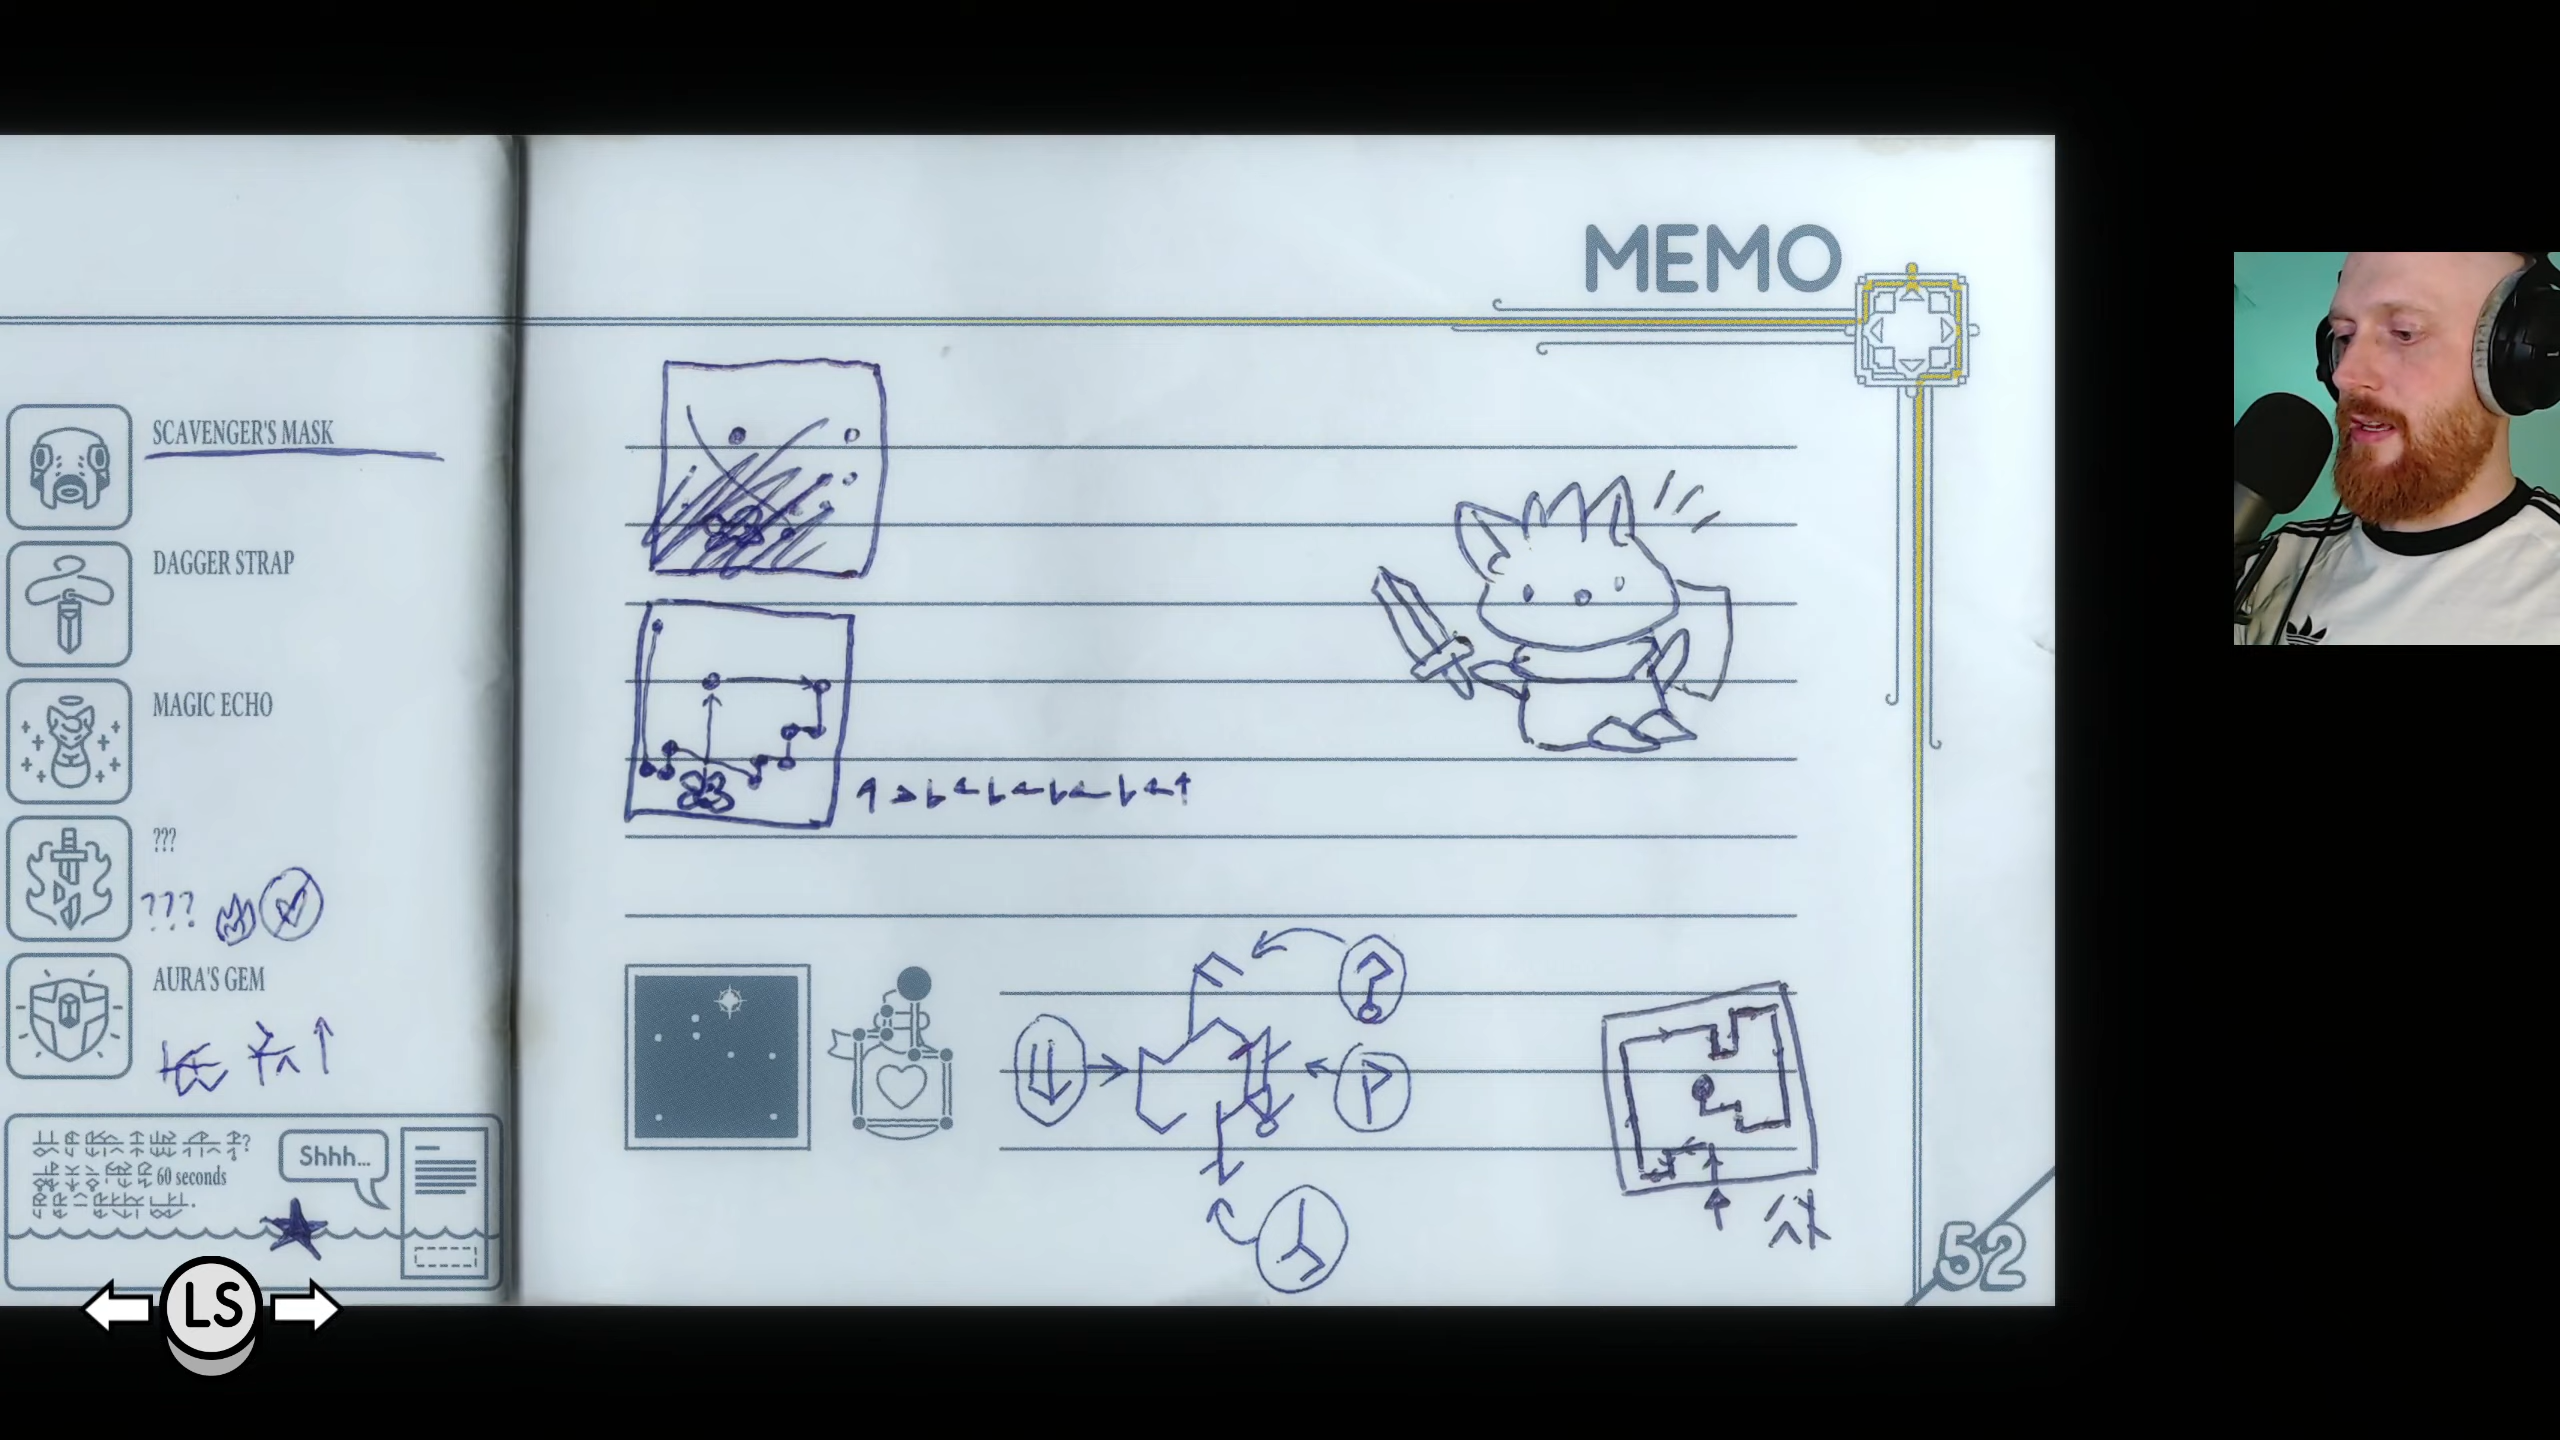 SCAVENGER'S MASK
DAGGER STRAP
MAGIC ECHO
???
???
AURA'S GEM
60 seconds
Shhh...
LS
MEMO
52